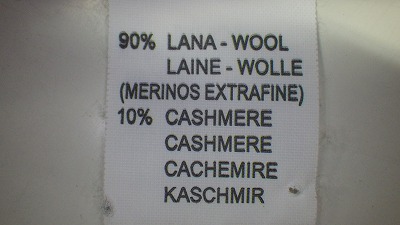 90% LANA - WOOL
LAINE - WOLLE
(MERINOS EXTRAFINE)
10% CASHMERE
CASHMERE
CACHEMIRE
KASCHMIR